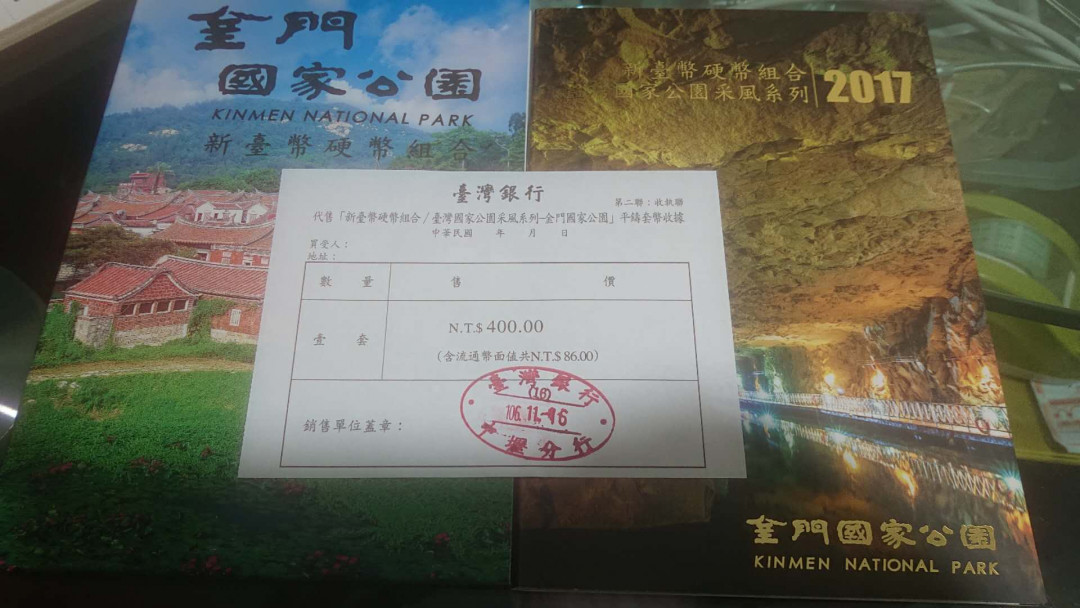 金門
國家公園
KINMEN NATIONAL PARK
新臺幣硬幣組合
新臺幣硬幣組合
國家公園采風系列
2017
臺灣銀行
第二聯：收執聯
代售「新臺幣硬幣組合／臺灣國家公園采風系列-金門國家公園」平鑄套幣收據
中華民國 年 月 日
買受人：
地址：
數 量 售 價
壹 套 N.T.$ 400.00
(含流通幣面值共N.T.$ 86.00)
銷售單位蓋章：
臺灣銀行
(16)
106.11.16
中壢分行
金門國家公園
KINMEN NATIONAL PARK